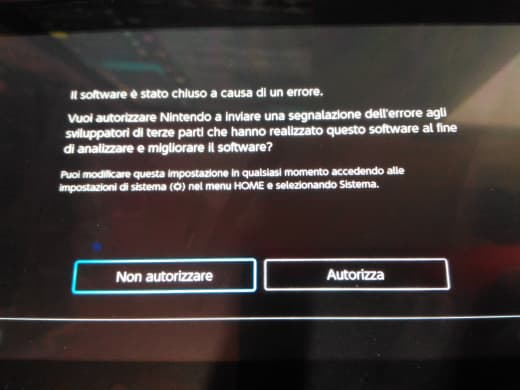 Il software è stato chiuso a causa di un errore.
Vuoi autorizzare Nintendo a inviare una segnalazione dell'errore agli
sviluppatori di terze parti che hanno realizzato questo software al fine
di analizzare e migliorare il software?
Puoi modificare questa impostazione in qualsiasi momento accedendo alle
impostazioni di sistema (⚙) nel menu HOME e selezionando Sistema.
Non autorizzare
Autorizza